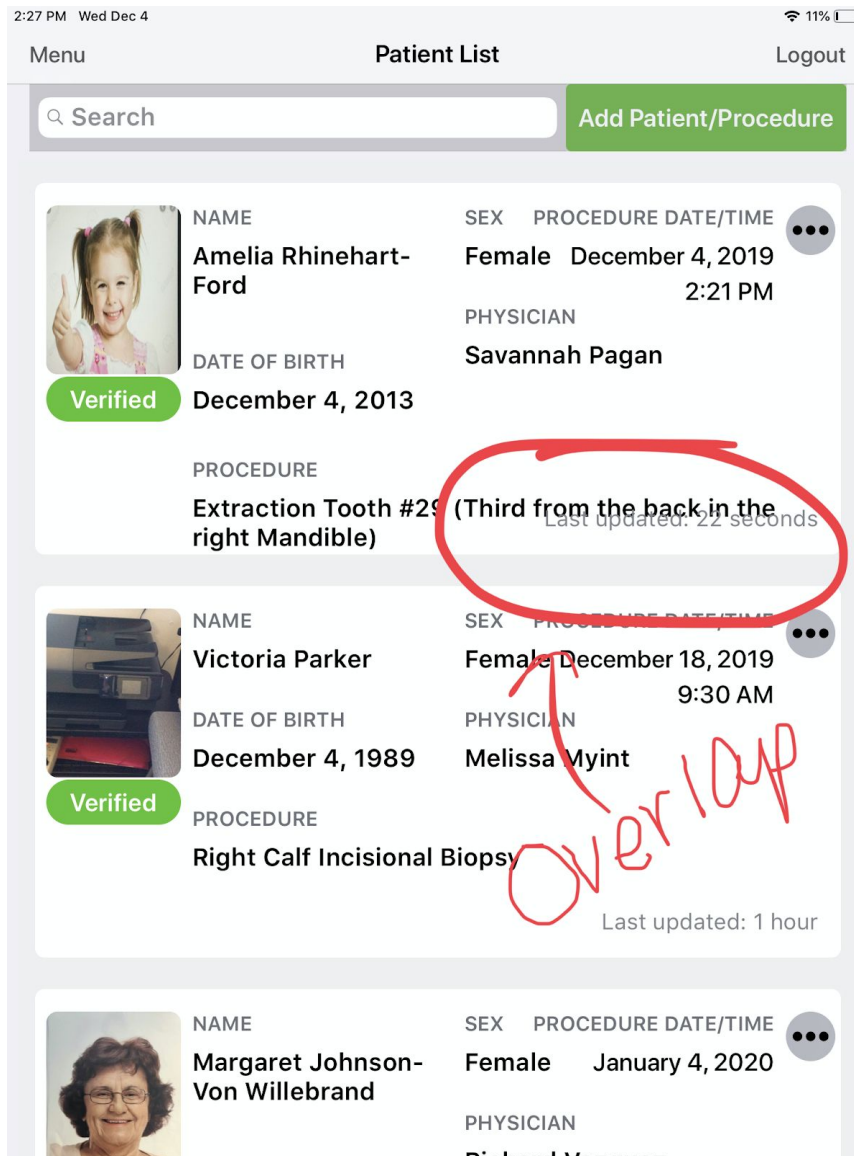 2:27 PM Wed Dec 4 11%
Menu Patient List Logout
Search Add Patient/Procedure
NAME SEX PROCEDURE DATE/TIME
Amelia Rhinehart- Female December 4, 2019
Ford 2:21 PM
PHYSICIAN
DATE OF BIRTH Savannah Pagan
Verified December 4, 2013
PROCEDURE
Extraction Tooth #29 (Third from the back in the
Last updated: 22 seconds
right Mandible)
NAME SEX PROCEDURE DATE/TIME
Victoria Parker Female December 18, 2019
9:30 AM
DATE OF BIRTH PHYSICIAN
December 4, 1989 Melissa Myint
Verified
PROCEDURE
Right Calf Incisional Biopsy
overlap
Last updated: 1 hour
NAME SEX PROCEDURE DATE/TIME
Margaret Johnson- Female January 4, 2020
Von Willebrand
PHYSICIAN